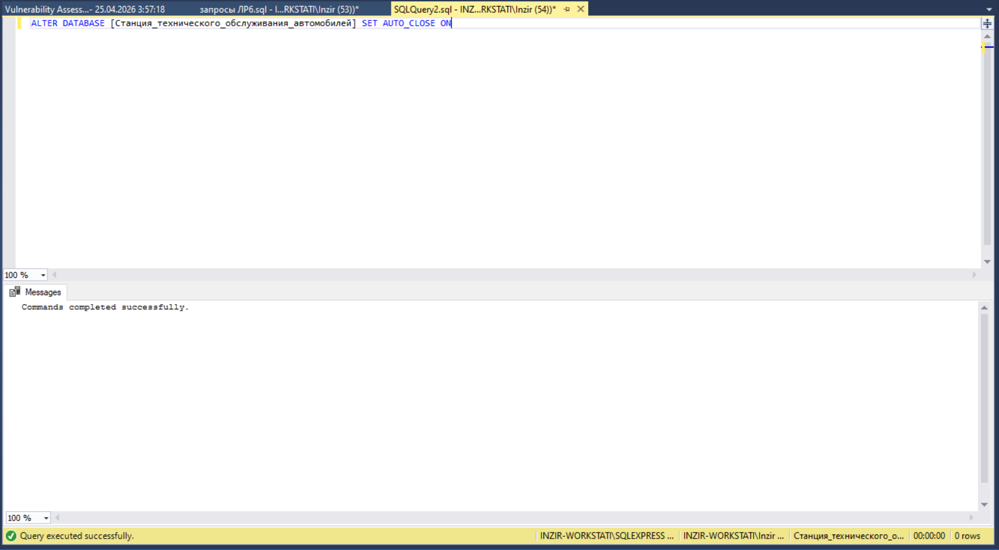 Vulnerability Assess...- 25.04.2026 3:57:18 запросы ЛР6.sql - I...RKSTATI\Inzir (53))* SQLQuery2.sql - INZ...RKSTATI\Inzir (54))*
ALTER DATABASE [Станция_технического_обслуживания_автомобилей] SET AUTO_CLOSE ON
100 %
Messages
Commands completed successfully.
100 %
Query executed successfully. INZIR-WORKSTATI\SQLEXPRESS ... INZIR-WORKSTATI\Inzir ... Станция_технического_о... 00:00:00 0 rows